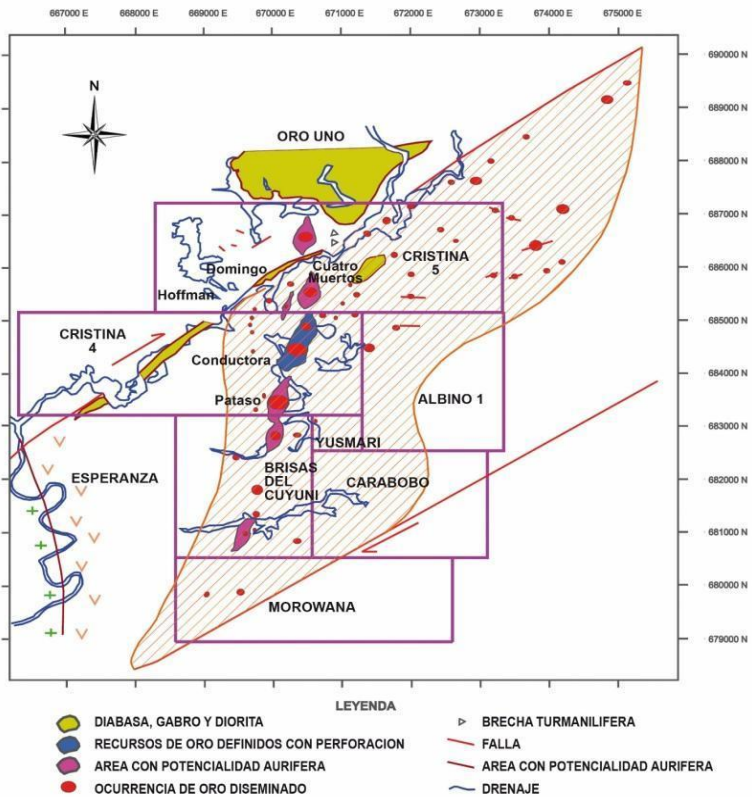 667000 E 668000 E 669000 E 670000 E 671000 E 672000 E 673000 E 674000 E 675000 E
690000 N
N
689000 N
ORO UNO
688000 N
687000 N
Domingo
Cuatro
Muertos
CRISTINA
5
686000 N
Hoffman
685000 N
CRISTINA
4
Conductora
684000 N
Pataso
ALBINO 1
683000 N
YUSMARI
ESPERANZA
BRISAS
DEL
CUYUNI
CARABOBO
682000 N
681000 N
680000 N
MOROWANA
679000 N
LEYENDA
DIABASA, GABRO Y DIORITA
RECURSOS DE ORO DEFINIDOS CON PERFORACION
AREA CON POTENCIALIDAD AURIFERA
OCURRENCIA DE ORO DISEMINADO
BRECHA TURMANILIFERA
FALLA
AREA CON POTENCIALIDAD AURIFERA
DRENAJE